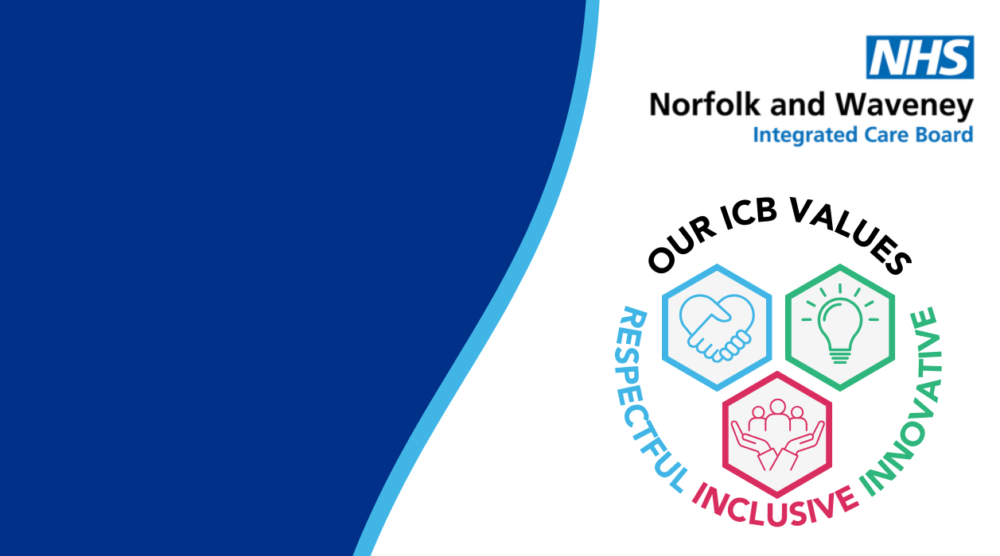 NHS
Norfolk and Waveney
Integrated Care Board
OUR ICB VALUES
RESPECTFUL
INCLUSIVE
INNOVATIVE